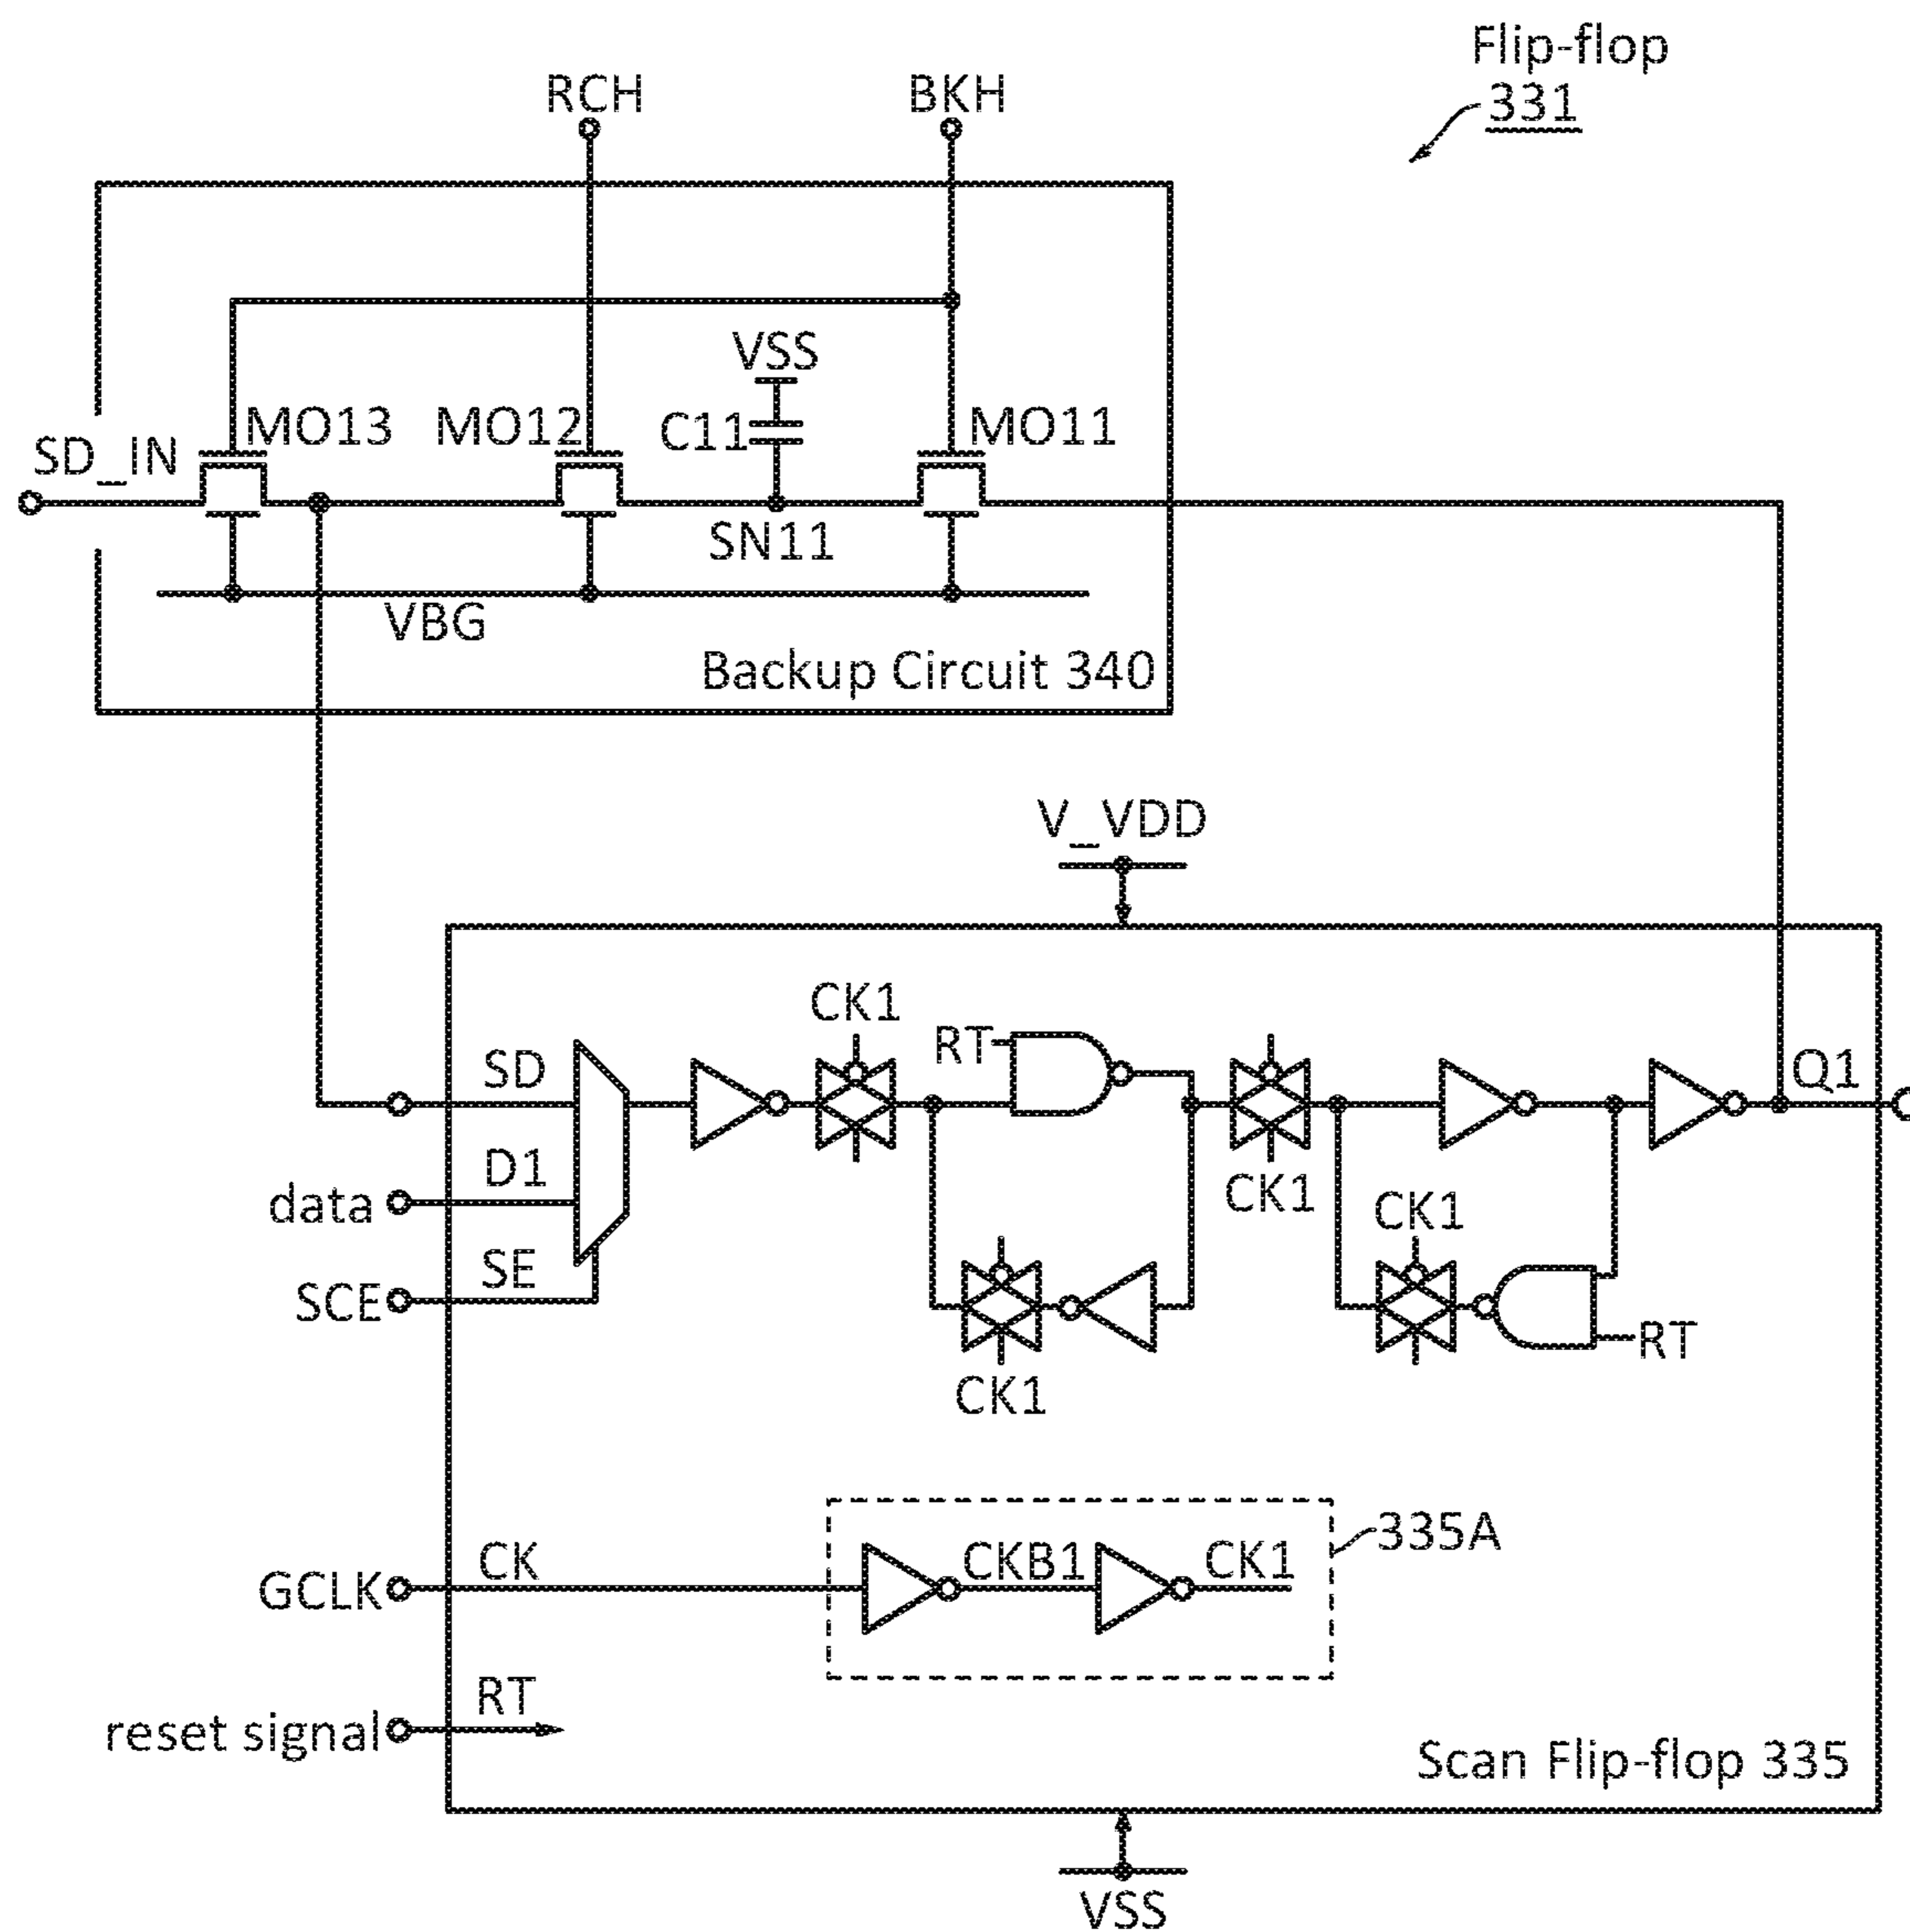 Flip-flop
331
RCH
BKH
VSS
MO13
MO12
C11
MO11
SD_IN
SN11
VBG
Backup Circuit 340
V_VDD
CK1
RT
SD
Q1
D1
data
CK1
CK1
SE
SCE
RT
CK1
335A
CK
CKB1
CK1
GCLK
RT
reset signal
Scan Flip-flop 335
VSS